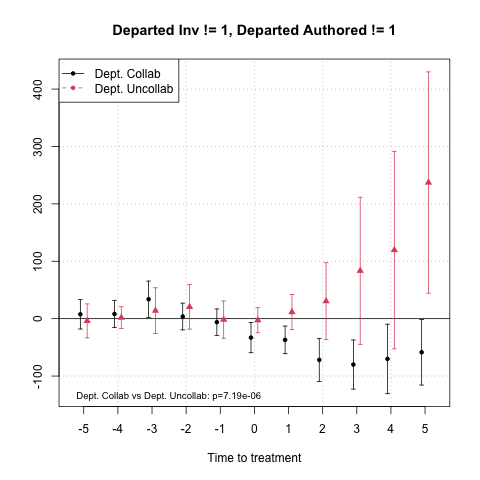 Departed Inv != 1, Departed Authored != 1
Dept. Collab
Dept. Uncollab
400
300
200
100
0
-100
Dept. Collab vs Dept. Uncollab: p=7.19e-06
-5 -4 -3 -2 -1 0 1 2 3 4 5
Time to treatment